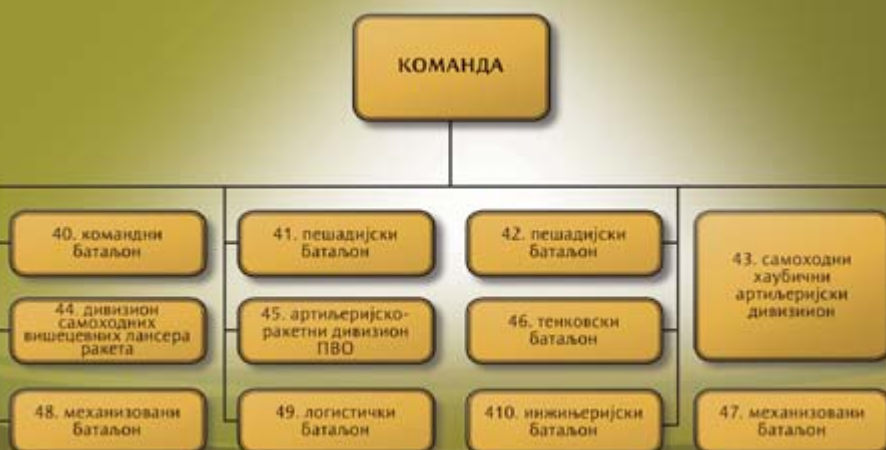 КОМАНДА
40. командни
батаљон
41. пешадијски
батаљон
42. пешадијски
батаљон
43. самоходни
хаубични
артиљеријски
дивизиион
44. дивизион
самоходних
вишецевних лансера
ракета
45. артиљеријско-
ракетни дивизион
ПВО
46. тенковски
батаљон
48. механизовани
батаљон
49. логистички
батаљон
410. инжињеријски
батаљон
47. механизовани
батаљон